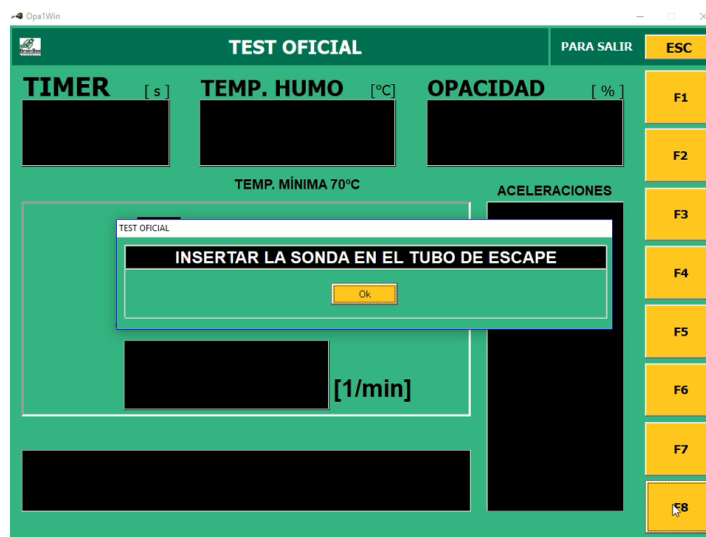 Opa1Win
TEST OFICIAL
PARA SALIR
ESC
TIMER [ s ]
TEMP. HUMO [ºC]
OPACIDAD [ % ]
F1
F2
TEMP. MÍNIMA 70ºC
ACELERACIONES
F3
TEST OFICIAL
INSERTAR LA SONDA EN EL TUBO DE ESCAPE
Ok
F4
F5
[1/min]
F6
F7
F8